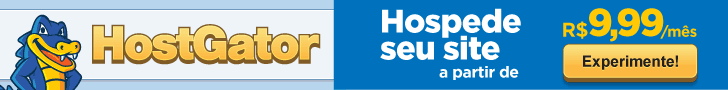 HostGator
Hospede
seu site
a partir de
R$9,99/mês
Experimente!